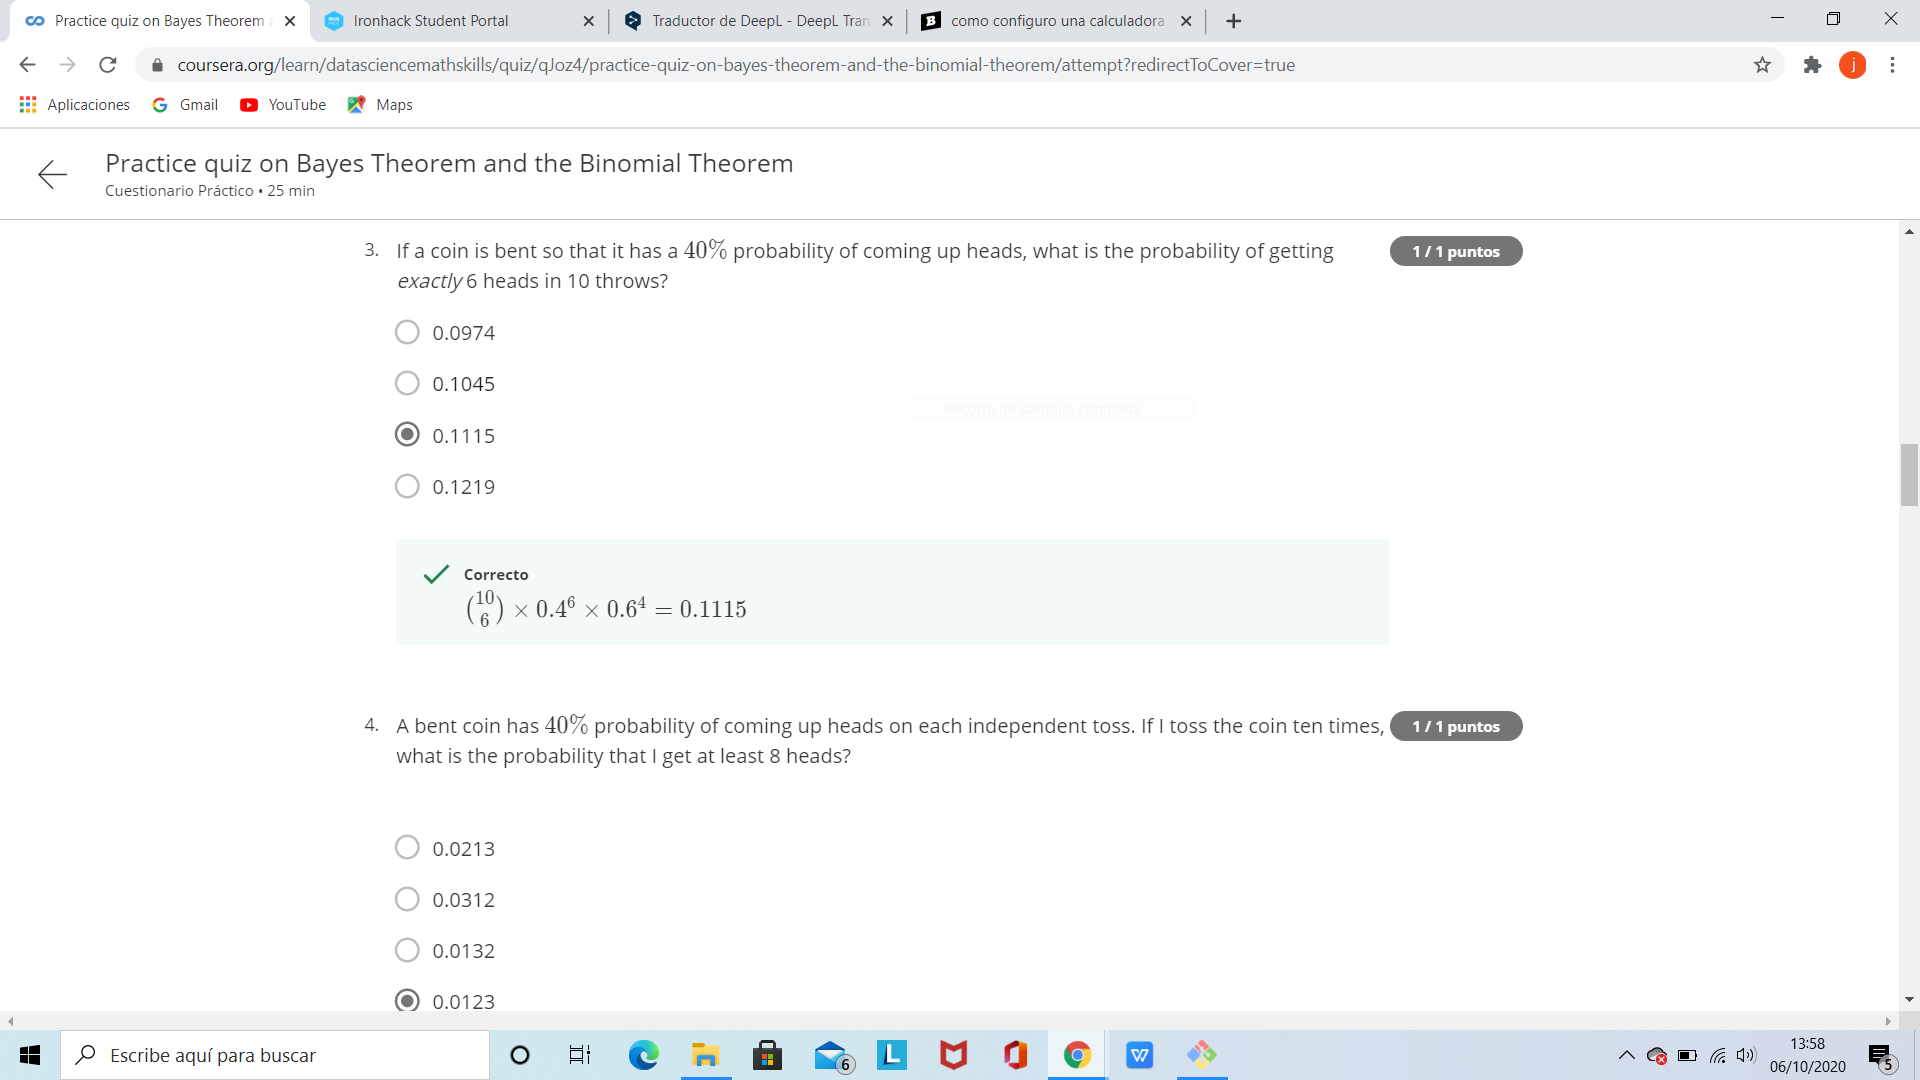 Practice quiz on Bayes Theorem a
Ironhack Student Portal
Traductor de DeepL - DeepL Tran
como configuro una calculadora
coursera.org/learn/datasciencemathskills/quiz/qJoz4/practice-quiz-on-bayes-theorem-and-the-binomial-theorem/attempt?redirectToCover=true
j
Aplicaciones
Gmail
YouTube
Maps
Practice quiz on Bayes Theorem and the Binomial Theorem
Cuestionario Práctico • 25 min
3. If a coin is bent so that it has a 40% probability of coming up heads, what is the probability of getting
exactly 6 heads in 10 throws?
1 / 1 puntos
0.0974
0.1045
Recorte de pantalla completa
0.1115
0.1219
Correcto
(10 6) × 0.4⁶ × 0.6⁴ = 0.1115
4. A bent coin has 40% probability of coming up heads on each independent toss. If I toss the coin ten times,
what is the probability that I get at least 8 heads?
1 / 1 puntos
0.0213
0.0312
0.0132
0.0123
Escribe aquí para buscar
6
L
W
13:58
06/10/2020
5